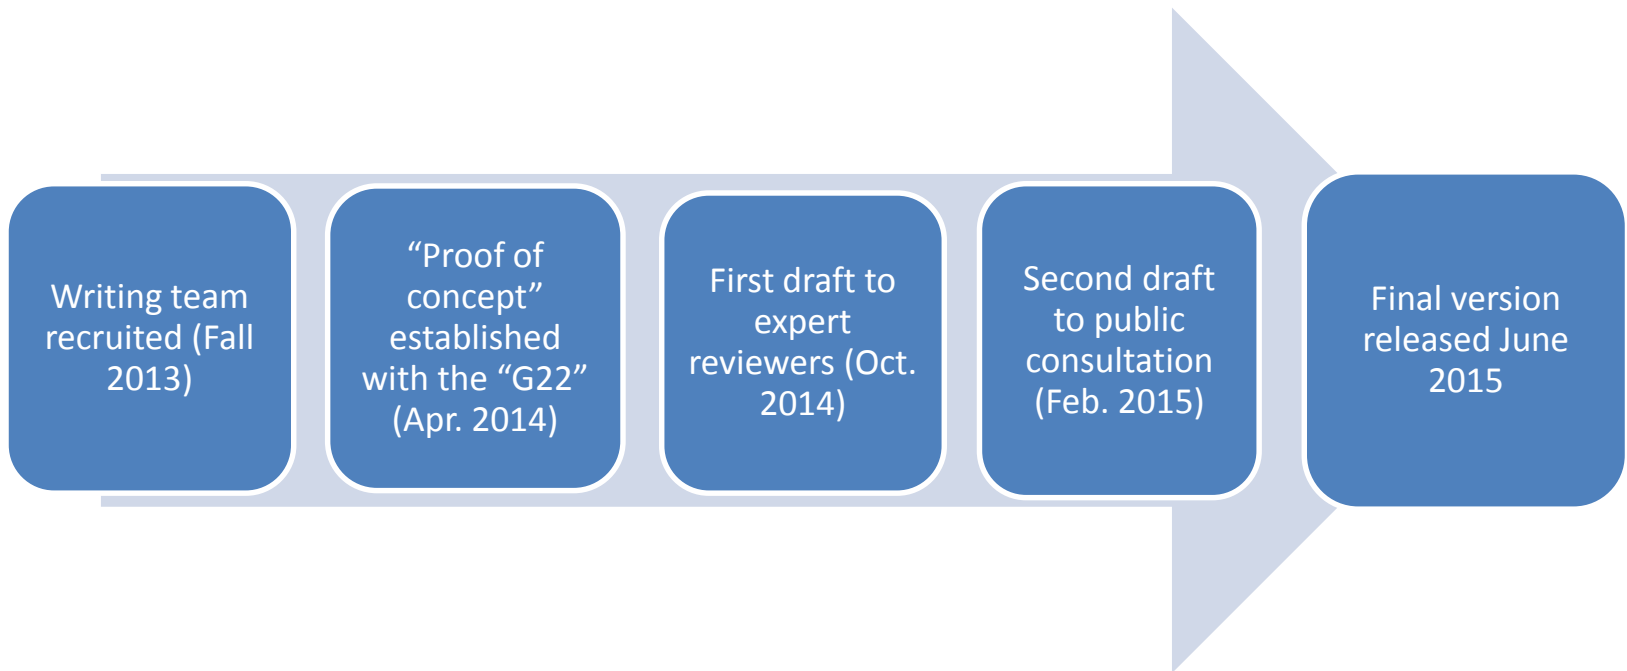 Writing team
recruited (Fall
2013)
“Proof of
concept”
established
with the “G22”
(Apr. 2014)
First draft to
expert
reviewers (Oct.
2014)
Second draft
to public
consultation
(Feb. 2015)
Final version
released June
2015